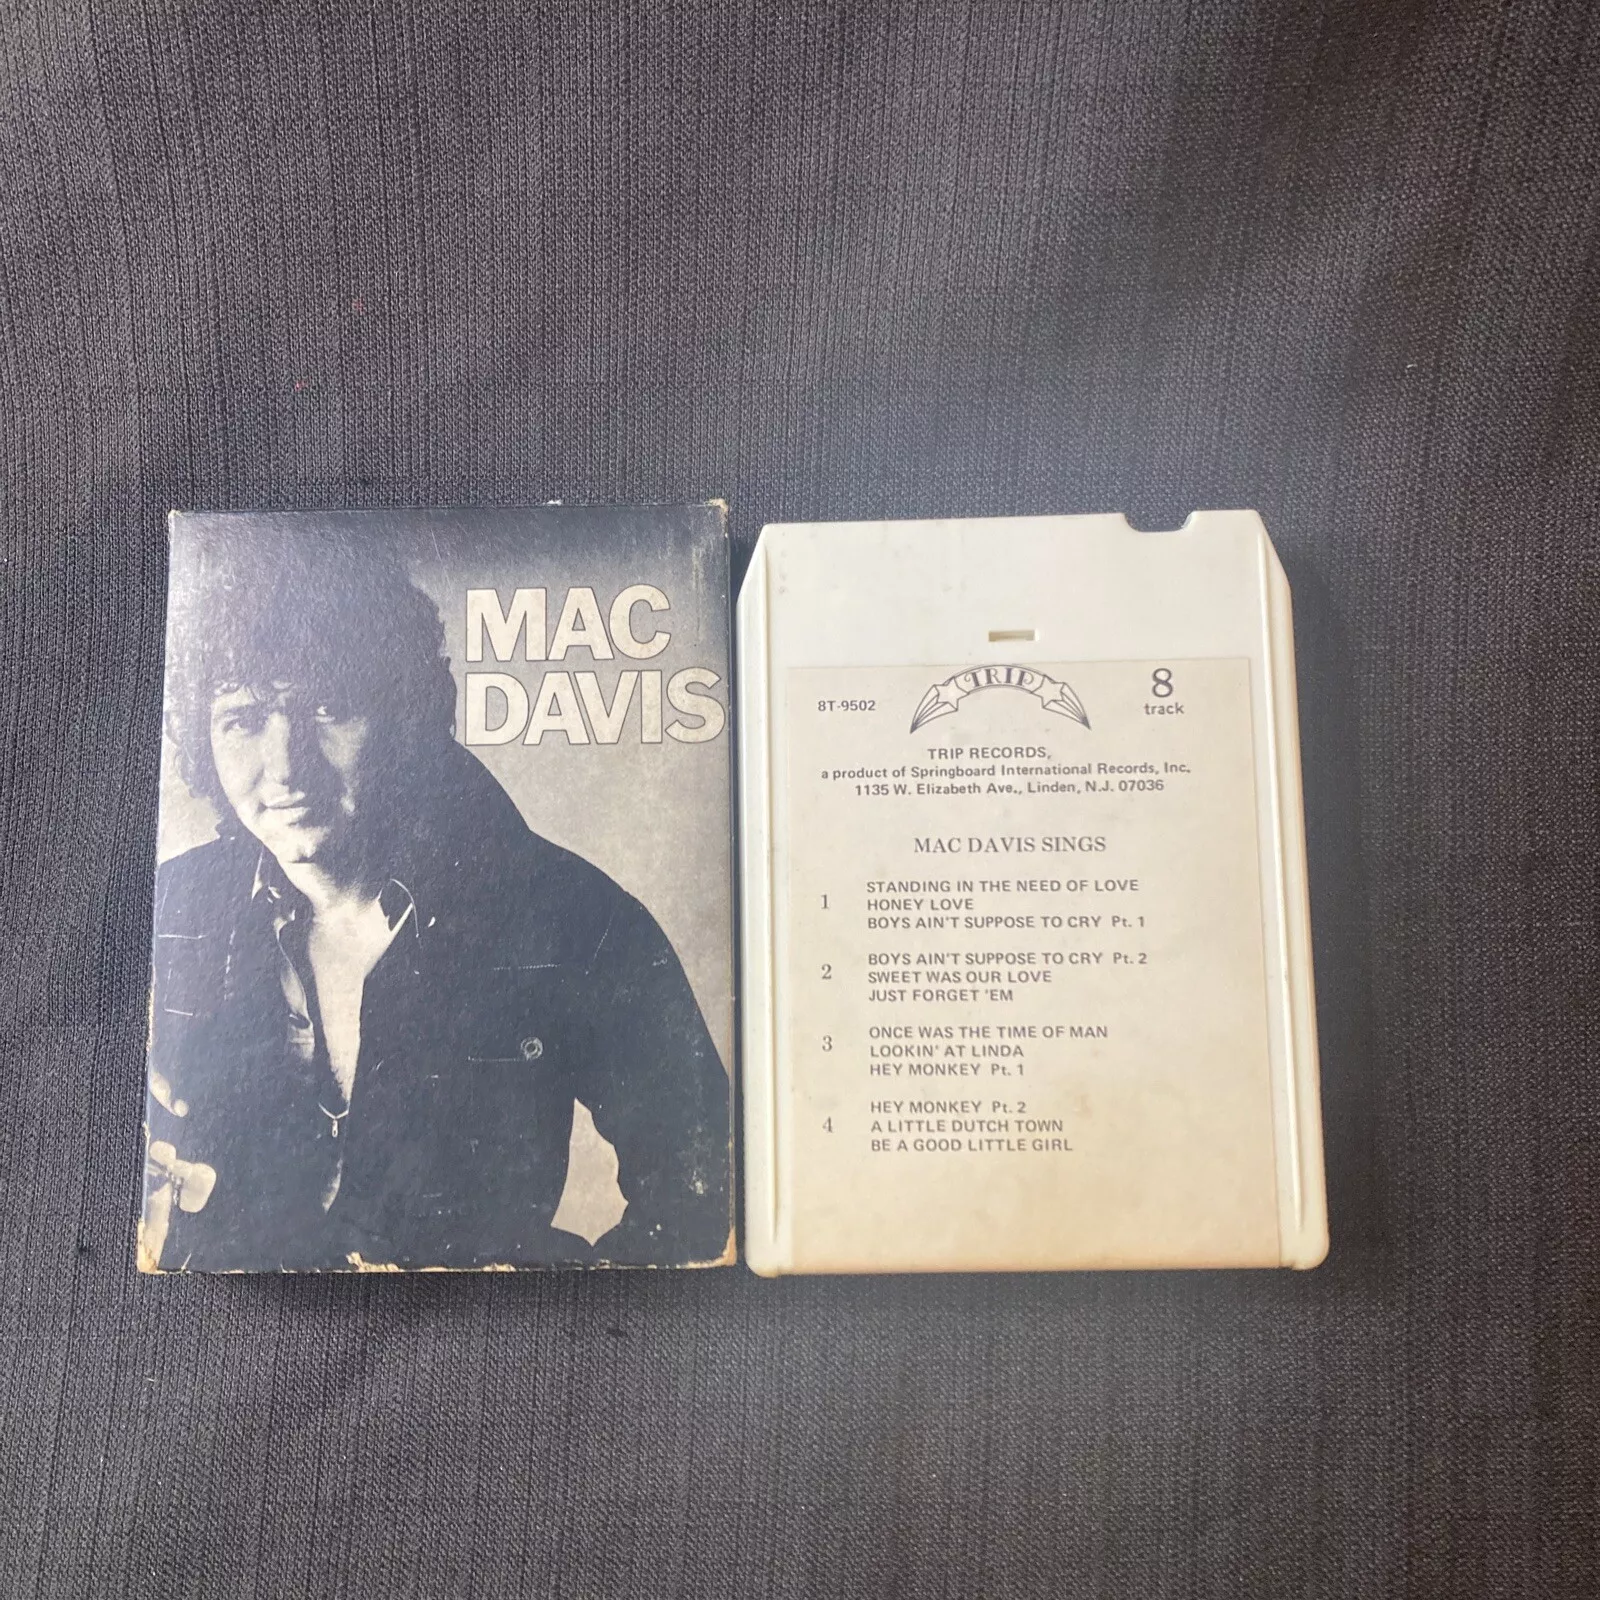 MAC
DAVIS
8T-9502
TRIP
8
track
TRIP RECORDS,
a product of Springboard International Records, Inc.
1135 W. Elizabeth Ave., Linden, N.J. 07036
MAC DAVIS SINGS
1
STANDING IN THE NEED OF LOVE
HONEY LOVE
BOYS AIN'T SUPPOSE TO CRY Pt. 1
2
BOYS AIN'T SUPPOSE TO CRY Pt. 2
SWEET WAS OUR LOVE
JUST FORGET 'EM
3
ONCE WAS THE TIME OF MAN
LOOKIN' AT LINDA
HEY MONKEY Pt. 1
4
HEY MONKEY Pt. 2
A LITTLE DUTCH TOWN
BE A GOOD LITTLE GIRL